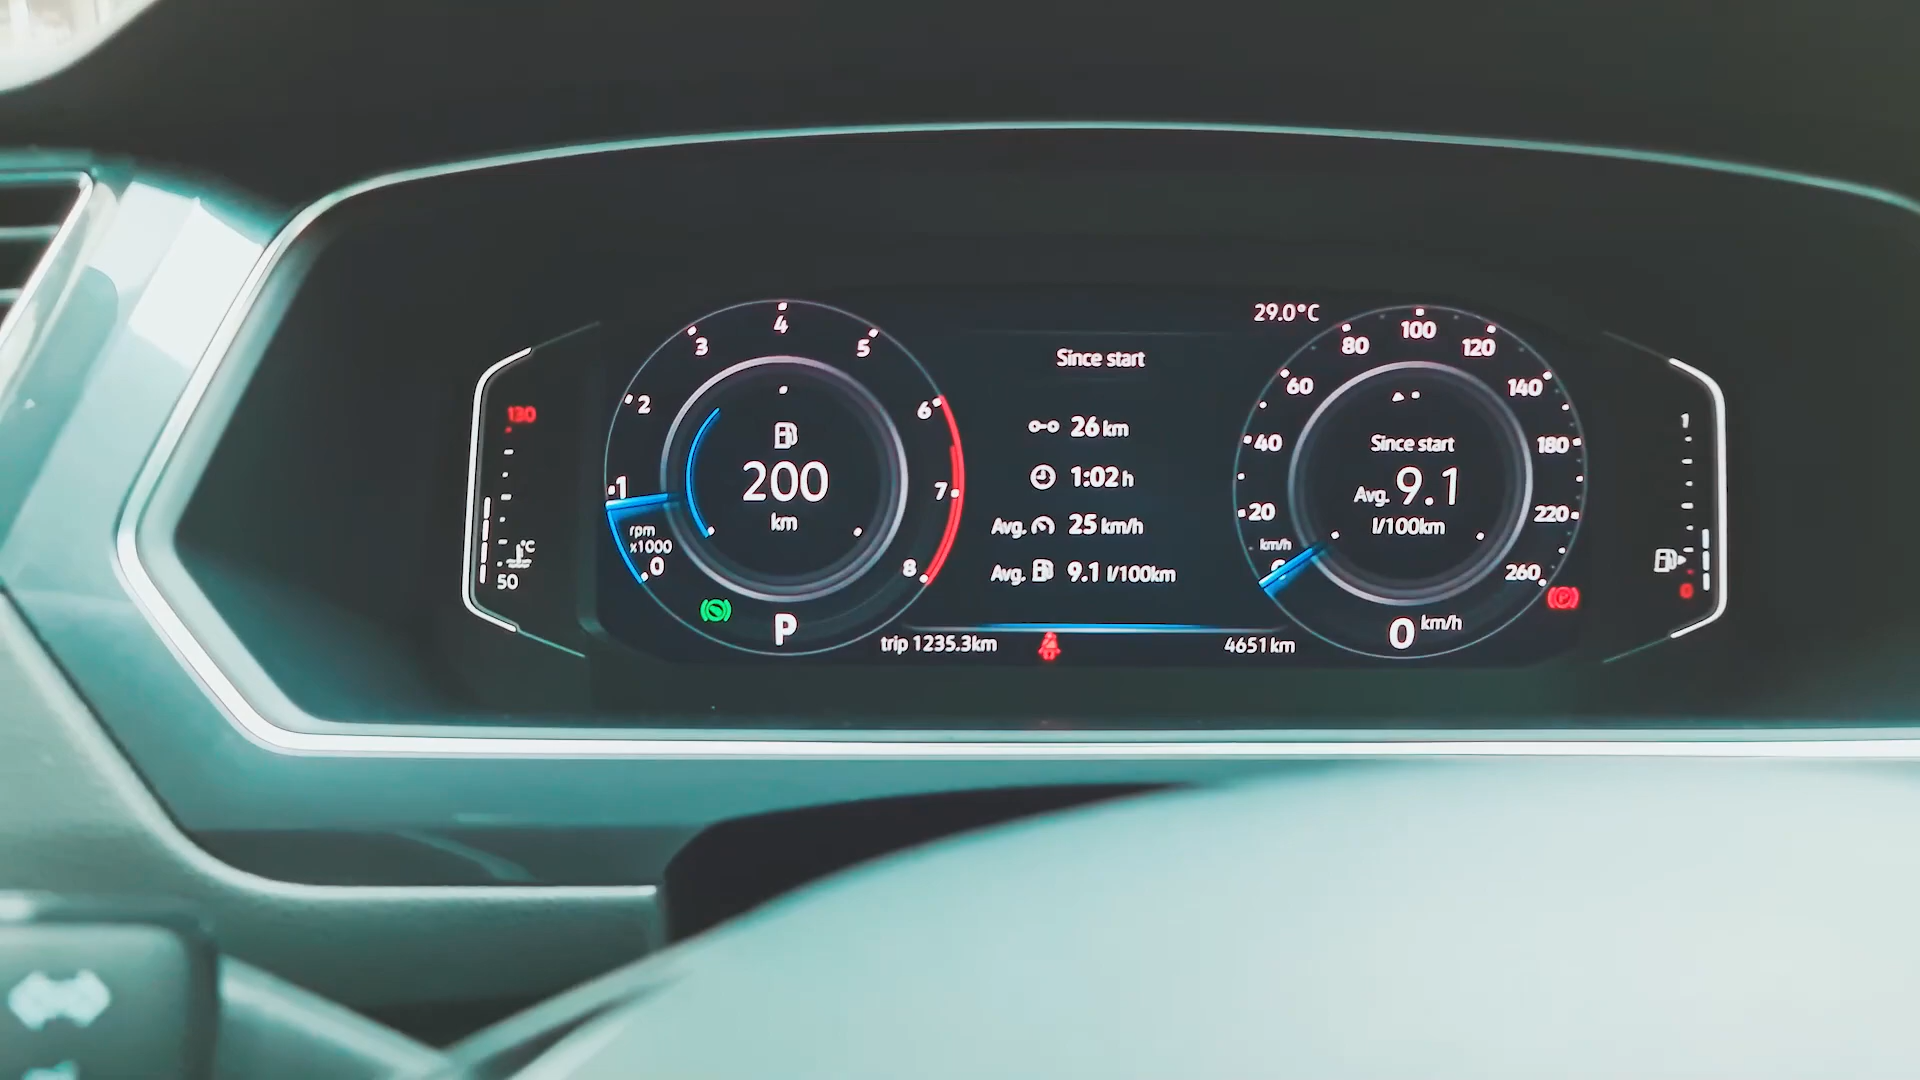 130
50
°C
1
2
3
4
5
6
7
8
0
rpm
x1000
200
km
P
Since start
26 km
1:02 h
Avg. 25 km/h
Avg. 9.1 l/100km
trip 1235.3km
4651 km
29.0°C
20
40
60
80
100
120
140
180
220
260
km/h
Since start
Avg. 9.1
l/100km
0 km/h
1
0